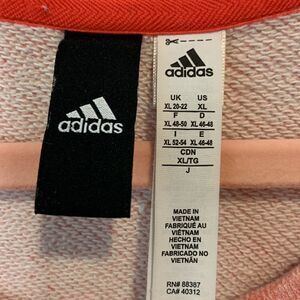 adidas
adidas
UK US
XL 20-22 XL
F D
XL 48-50 XL 46-48
I E
XL 52-54 XL 46-48
CDN
XL/TG
J
MADE IN
VIETNAM
FABRIQUÉ AU
VIÊTNAM
HECHO EN
VIETNAM
FABRICADO NO
VIETNÃ
RN# 88387
CA# 40312